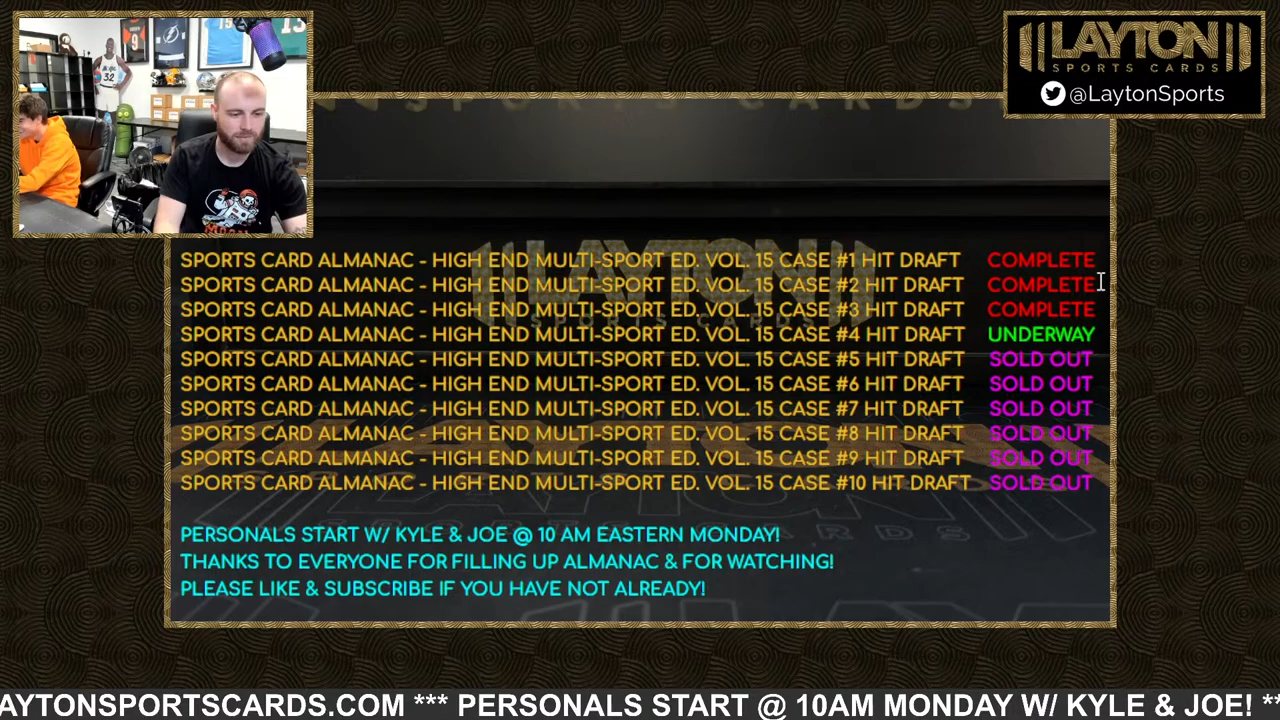 9
15
13
MAGIC
32
LAYTON
SPORTS CARDS
@LaytonSports
SPORTS CARDS
LAYTON
SPORTS CARDS
SPORTS CARD ALMANAC - HIGH END MULTI-SPORT ED. VOL. 15 CASE #1 HIT DRAFT COMPLETE
SPORTS CARD ALMANAC - HIGH END MULTI-SPORT ED. VOL. 15 CASE #2 HIT DRAFT COMPLETE
SPORTS CARD ALMANAC - HIGH END MULTI-SPORT ED. VOL. 15 CASE #3 HIT DRAFT COMPLETE
SPORTS CARD ALMANAC - HIGH END MULTI-SPORT ED. VOL. 15 CASE #4 HIT DRAFT UNDERWAY
SPORTS CARD ALMANAC - HIGH END MULTI-SPORT ED. VOL. 15 CASE #5 HIT DRAFT SOLD OUT
SPORTS CARD ALMANAC - HIGH END MULTI-SPORT ED. VOL. 15 CASE #6 HIT DRAFT SOLD OUT
SPORTS CARD ALMANAC - HIGH END MULTI-SPORT ED. VOL. 15 CASE #7 HIT DRAFT SOLD OUT
SPORTS CARD ALMANAC - HIGH END MULTI-SPORT ED. VOL. 15 CASE #8 HIT DRAFT SOLD OUT
SPORTS CARD ALMANAC - HIGH END MULTI-SPORT ED. VOL. 15 CASE #9 HIT DRAFT SOLD OUT
SPORTS CARD ALMANAC - HIGH END MULTI-SPORT ED. VOL. 15 CASE #10 HIT DRAFT SOLD OUT
PERSONALS START W/ KYLE & JOE @ 10 AM EASTERN MONDAY!
THANKS TO EVERYONE FOR FILLING UP ALMANAC & FOR WATCHING!
PLEASE LIKE & SUBSCRIBE IF YOU HAVE NOT ALREADY!
AYTONSPORTSCARDS.COM *** PERSONALS START @ 10AM MONDAY W/ KYLE & JOE! **